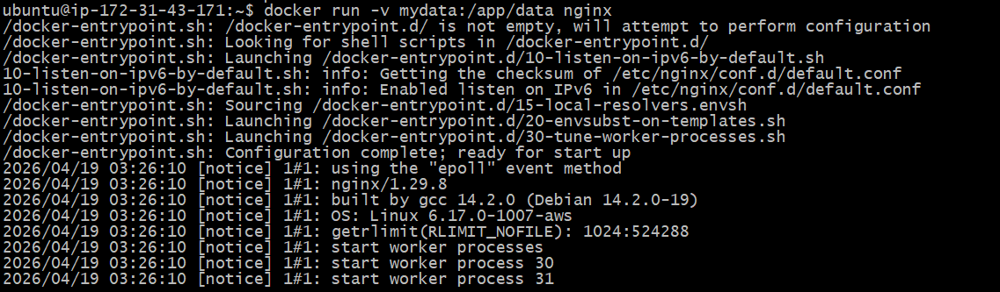 ubuntu@ip-172-31-43-171:~$ docker run -v mydata:/app/data nginx
/docker-entrypoint.sh: /docker-entrypoint.d/ is not empty, will attempt to perform configuration
/docker-entrypoint.sh: Looking for shell scripts in /docker-entrypoint.d/
/docker-entrypoint.sh: Launching /docker-entrypoint.d/10-listen-on-ipv6-by-default.sh
10-listen-on-ipv6-by-default.sh: info: Getting the checksum of /etc/nginx/conf.d/default.conf
10-listen-on-ipv6-by-default.sh: info: Enabled listen on IPv6 in /etc/nginx/conf.d/default.conf
/docker-entrypoint.sh: Sourcing /docker-entrypoint.d/15-local-resolvers.envsh
/docker-entrypoint.sh: Launching /docker-entrypoint.d/20-envsubst-on-templates.sh
/docker-entrypoint.sh: Launching /docker-entrypoint.d/30-tune-worker-processes.sh
/docker-entrypoint.sh: Configuration complete; ready for start up
2026/04/19 03:26:10 [notice] 1#1: using the "epoll" event method
2026/04/19 03:26:10 [notice] 1#1: nginx/1.29.8
2026/04/19 03:26:10 [notice] 1#1: built by gcc 14.2.0 (Debian 14.2.0-19)
2026/04/19 03:26:10 [notice] 1#1: OS: Linux 6.17.0-1007-aws
2026/04/19 03:26:10 [notice] 1#1: getrlimit(RLIMIT_NOFILE): 1024:524288
2026/04/19 03:26:10 [notice] 1#1: start worker processes
2026/04/19 03:26:10 [notice] 1#1: start worker process 30
2026/04/19 03:26:10 [notice] 1#1: start worker process 31